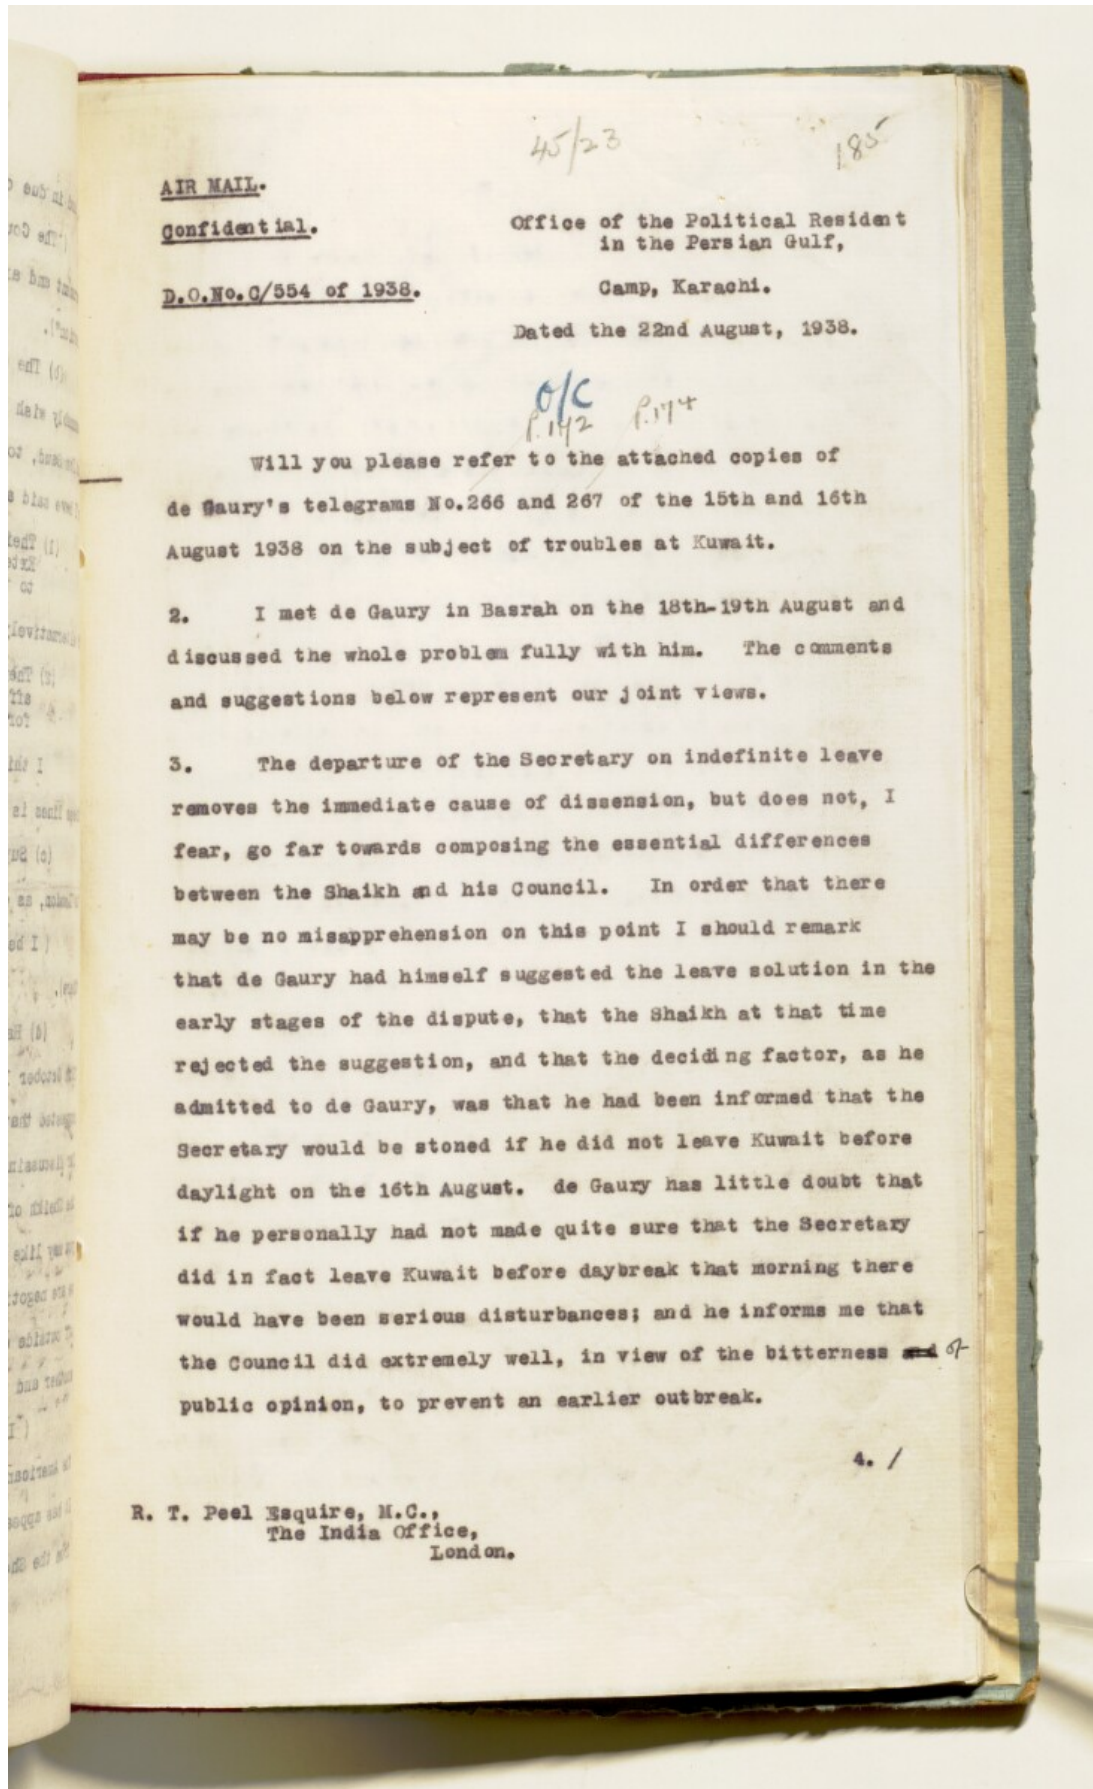 45/23
185
AIR MAIL.
Confidential.
Office of the Political Resident
in the Persian Gulf,
D.O.No.C/554 of 1938.
Camp, Karachi.
Dated the 22nd August, 1938.
O/C
P.172 P.174
Will you please refer to the attached copies of
de Gaury's telegrams No.266 and 267 of the 15th and 16th
August 1938 on the subject of troubles at Kuwait.
2. I met de Gaury in Basrah on the 18th-19th August and
discussed the whole problem fully with him. The comments
and suggestions below represent our joint views.
3. The departure of the Secretary on indefinite leave
removes the immediate cause of dissension, but does not, I
fear, go far towards composing the essential differences
between the Shaikh and his Council. In order that there
may be no misapprehension on this point I should remark
that de Gaury had himself suggested the leave solution in the
early stages of the dispute, that the Shaikh at that time
rejected the suggestion, and that the deciding factor, as he
admitted to de Gaury, was that he had been informed that the
Secretary would be stoned if he did not leave Kuwait before
daylight on the 16th August. de Gaury has little doubt that
if he personally had not made quite sure that the Secretary
did in fact leave Kuwait before daybreak that morning there
would have been serious disturbances; and he informs me that
the Council did extremely well, in view of the bitterness and of
public opinion, to prevent an earlier outbreak.
4. /
R. T. Peel Esquire, M.C.,
The India Office,
London.